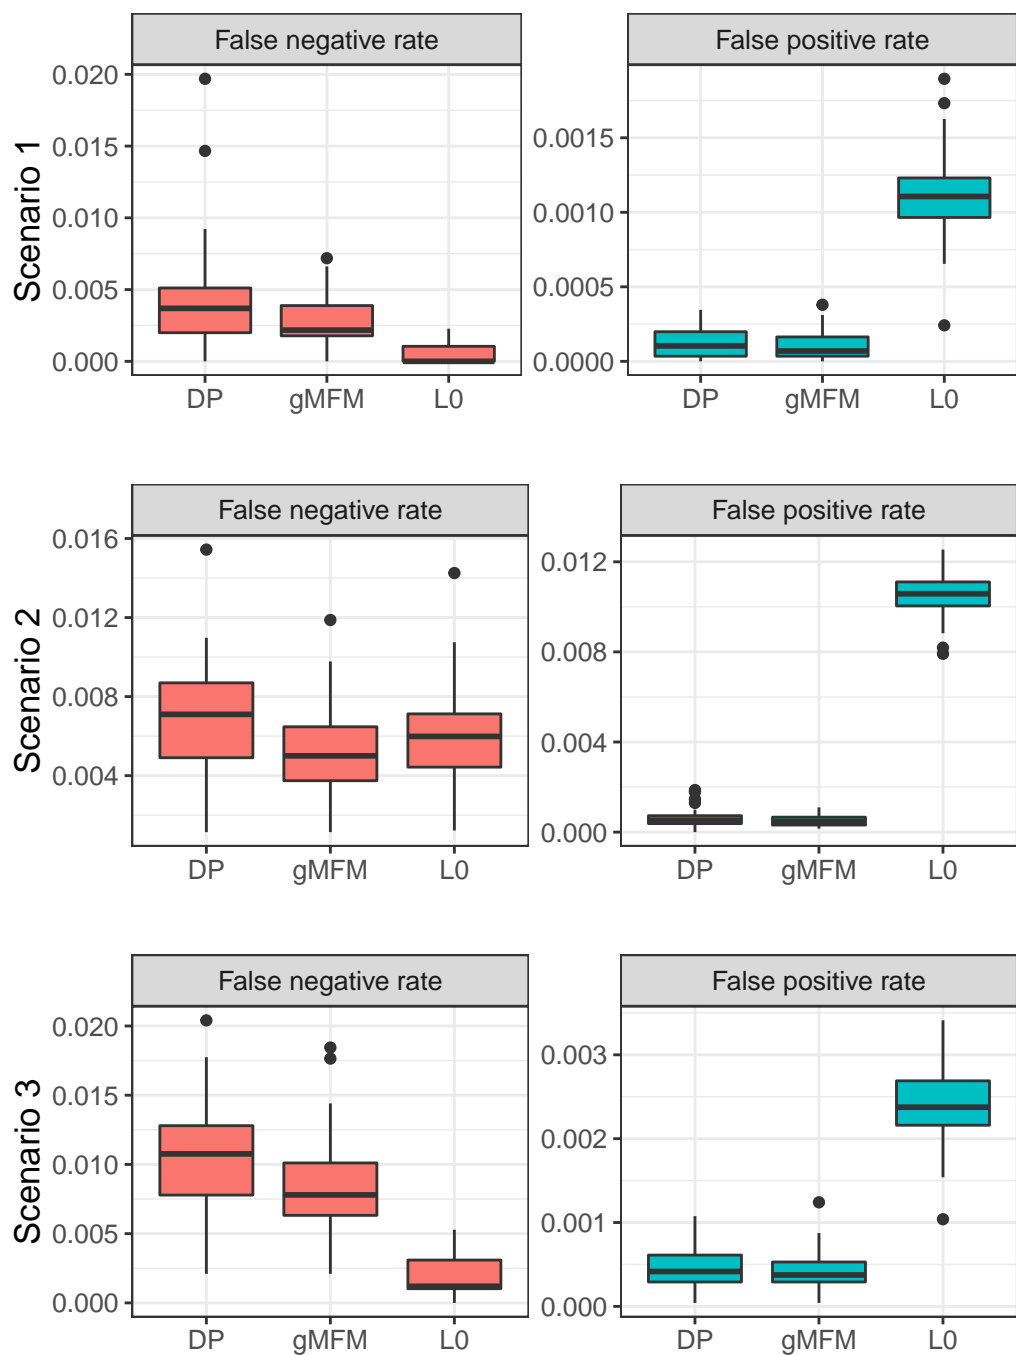 False negative rate
False positive rate
Scenario 1
0.020
0.015
0.010
0.005
0.000
DP gMFM L0
0.0015
0.0010
0.0005
0.0000
DP gMFM L0
False negative rate
False positive rate
Scenario 2
0.016
0.012
0.008
0.004
DP gMFM L0
0.012
0.008
0.004
0.000
DP gMFM L0
False negative rate
False positive rate
Scenario 3
0.020
0.015
0.010
0.005
0.000
DP gMFM L0
0.003
0.002
0.001
0.000
DP gMFM L0